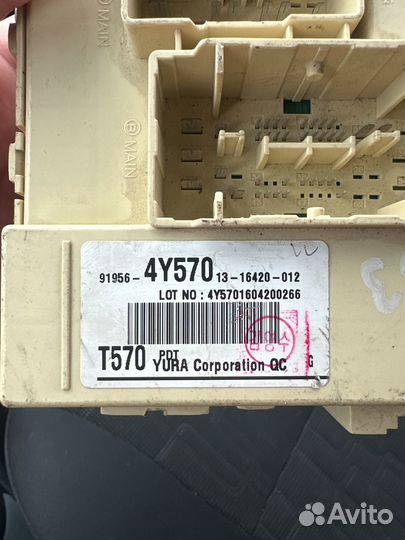 Ⓟ MAIN
Ⓟ MAIN
91956- 4Y570 13-16420-012
LOT NO : 4Y5701604200266
T570 PDT YURA Corporation QC G
Avito